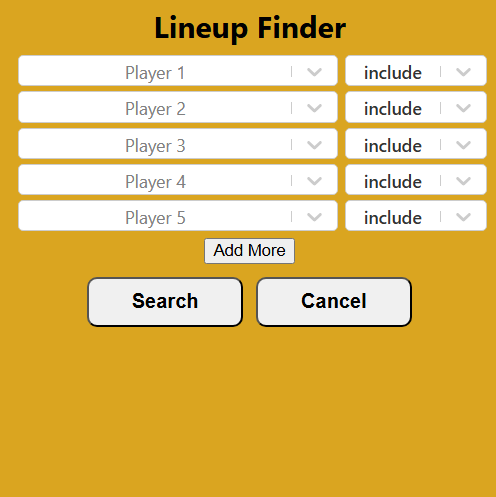 Lineup Finder
Player 1 include
Player 2 include
Player 3 include
Player 4 include
Player 5 include
Add More
Search Cancel